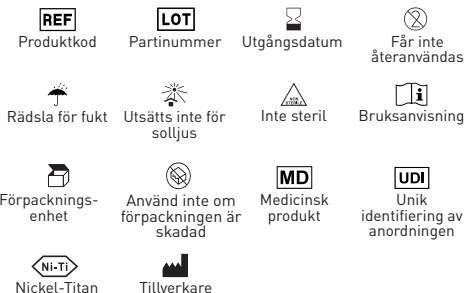 REF LOT
Produktkod Partinummer Utgångsdatum Får inte
återanvändas
NON
STERILE
Rädsla för fukt Utsätts inte för Inte steril Bruksanvisning
solljus
MD UDI
Förpacknings- Använd inte om Medicinsk Unik
enhet förpackningen är produkt identifiering av
skadad anordningen
Ni-Ti
Nickel-Titan Tillverkare